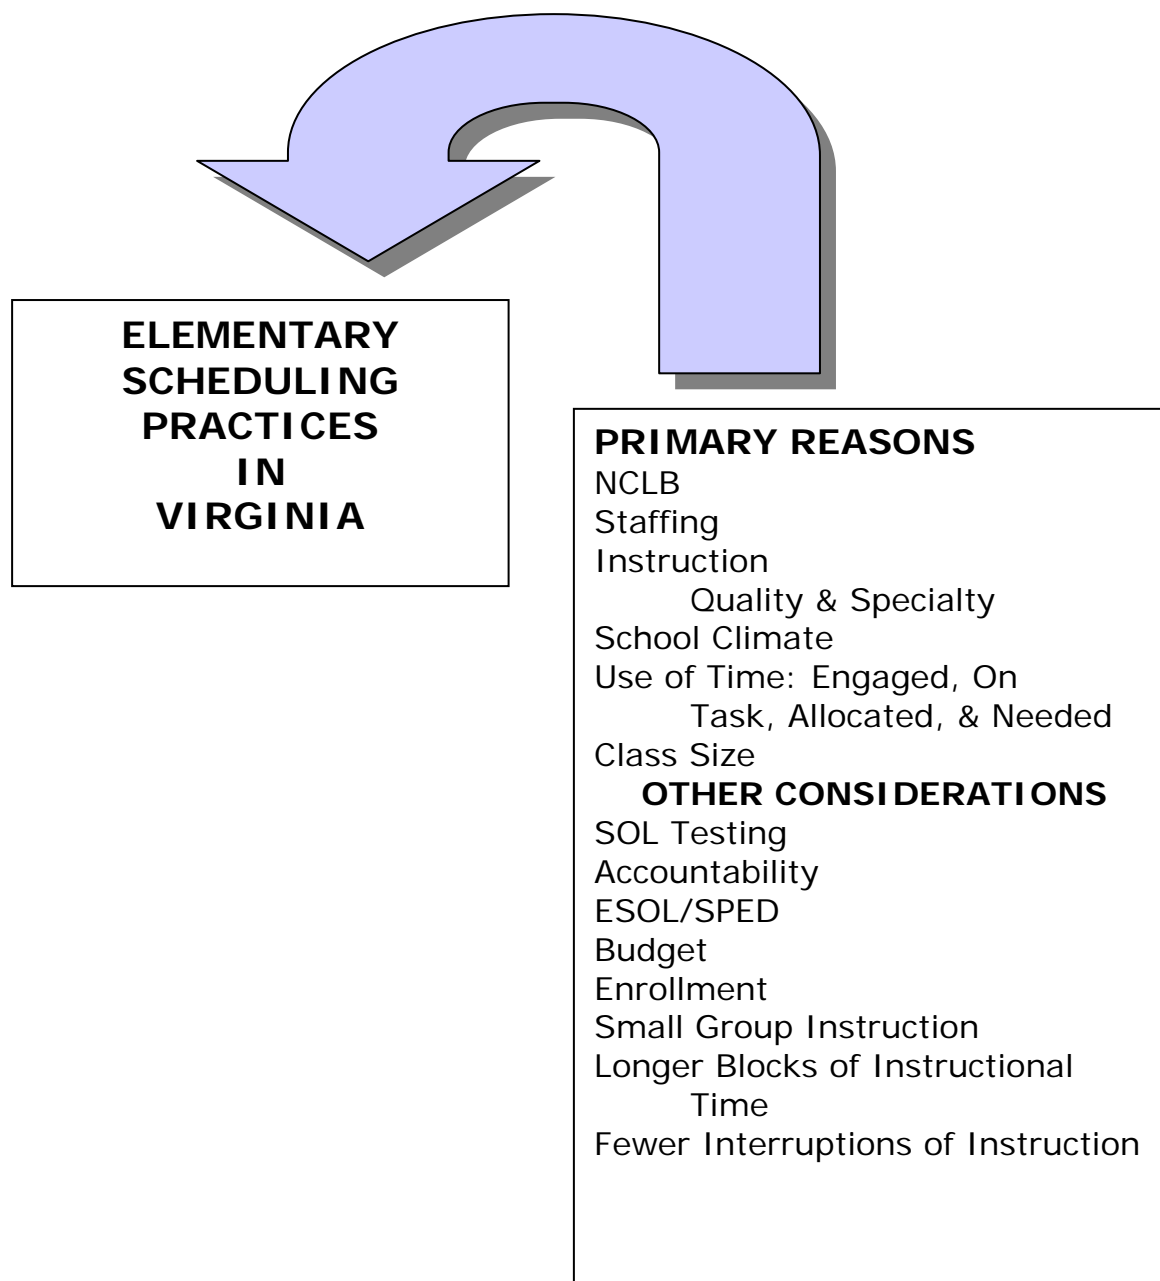 ELEMENTARY
SCHEDULING
PRACTICES
IN
VIRGINIA
PRIMARY REASONS
NCLB
Staffing
Instruction
Quality & Specialty
School Climate
Use of Time: Engaged, On
Task, Allocated, & Needed
Class Size
OTHER CONSIDERATIONS
SOL Testing
Accountability
ESOL/SPED
Budget
Enrollment
Small Group Instruction
Longer Blocks of Instructional
Time
Fewer Interruptions of Instruction